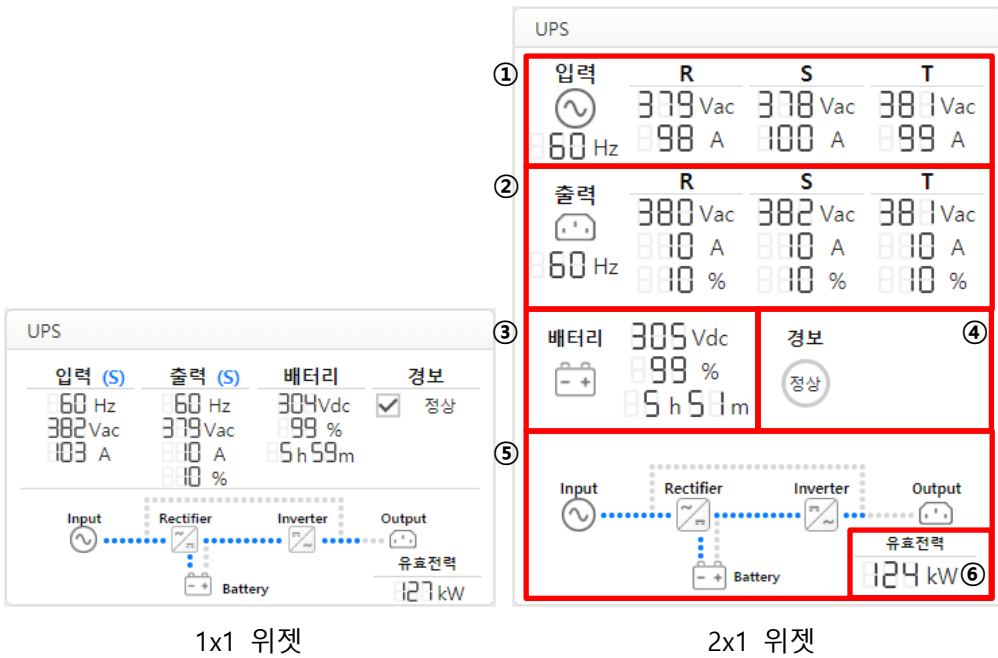 UPS
입력 (S) 출력 (S) 배터리 경보
60 Hz 60 Hz 304 Vdc 정상
382 Vac 379 Vac 99 %
103 A 10 A 5 h 59 m
10 %
Input Rectifier Inverter Output
Battery
유효전력
127 kW
1x1 위젯
UPS
① 입력 R S T
379 Vac 378 Vac 381 Vac
60 Hz 98 A 100 A 99 A
② 출력 R S T
380 Vac 382 Vac 381 Vac
60 Hz 10 A 10 A 10 A
10 % 10 % 10 %
③ 배터리 305 Vdc
99 %
5 h 51 m
경보 ④
정상
⑤
Input Rectifier Inverter Output
Battery
유효전력
124 kW ⑥
2x1 위젯